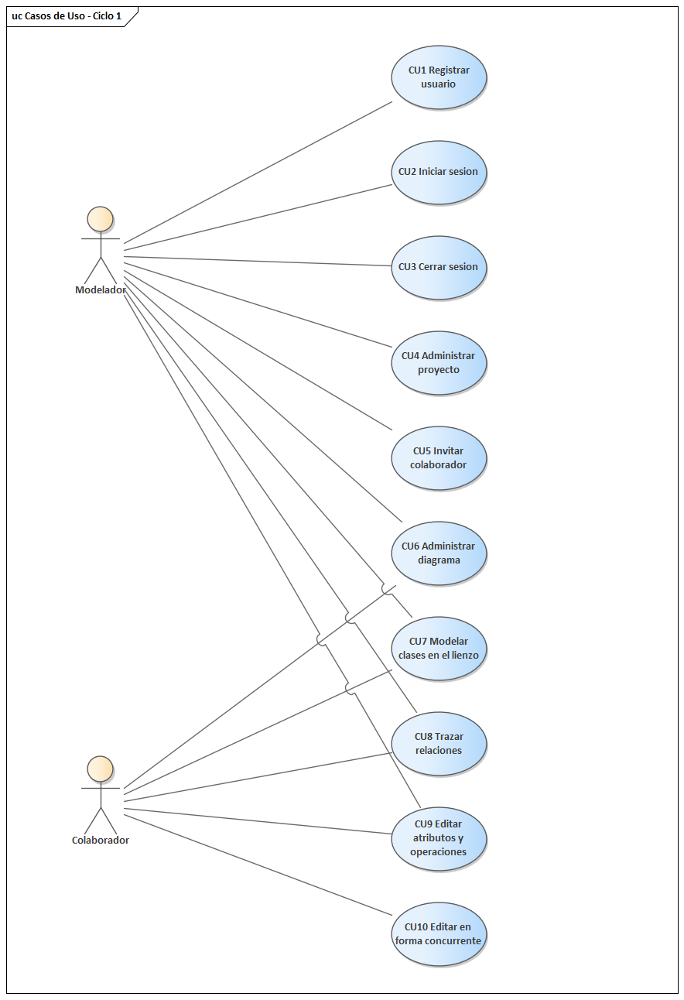 uc Casos de Uso - Ciclo 1
CU1 Registrar
usuario
CU2 Iniciar sesion
CU3 Cerrar sesion
Modelador
CU4 Administrar
proyecto
CU5 Invitar
colaborador
CU6 Administrar
diagrama
CU7 Modelar
clases en el lienzo
CU8 Trazar
relaciones
Colaborador
CU9 Editar
atributos y
operaciones
CU10 Editar en
forma concurrente